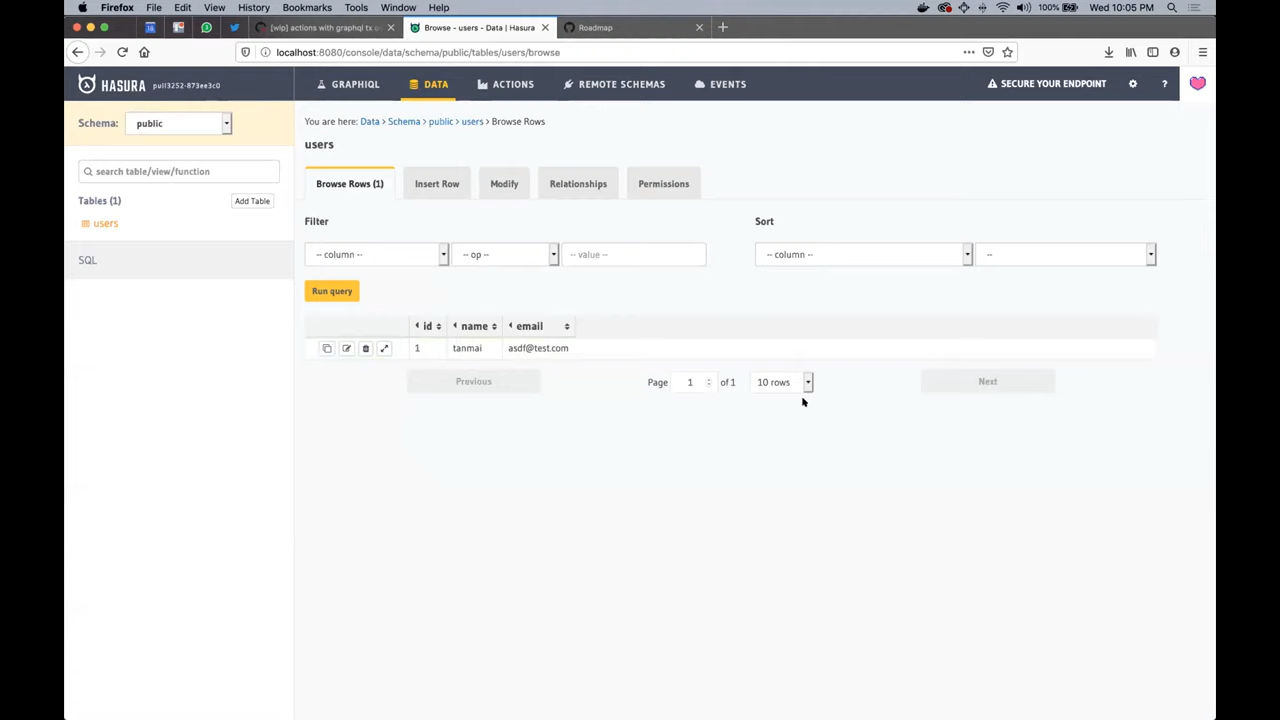 Firefox File Edit View History Bookmarks Tools Window Help 100% Wed 10:05 PM
[wip] actions with graphql tx o Browse - users - Data | Hasura Roadmap
localhost:8080/console/data/schema/public/tables/users/browse
HASURA pull3252-873ee3c0 GRAPHIQL DATA ACTIONS REMOTE SCHEMAS EVENTS SECURE YOUR ENDPOINT ?
Schema: public
You are here: Data > Schema > public > users > Browse Rows
users
search table/view/function
Browse Rows (1) Insert Row Modify Relationships Permissions
Tables (1) Add Table
users
Filter Sort
SQL
-- column -- -- op -- -- value -- -- column -- --
Run query
id name email
1 tanmai asdf@test.com
Previous Page 1 of 1 10 rows Next